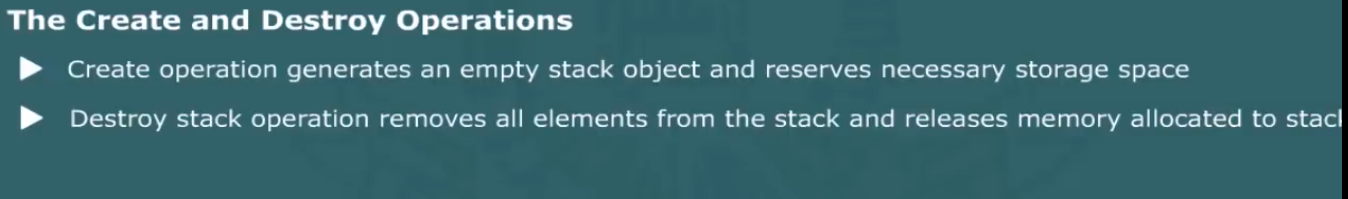 The Create and Destroy Operations
▶ Create operation generates an empty stack object and reserves necessary storage space
▶ Destroy stack operation removes all elements from the stack and releases memory allocated to stack